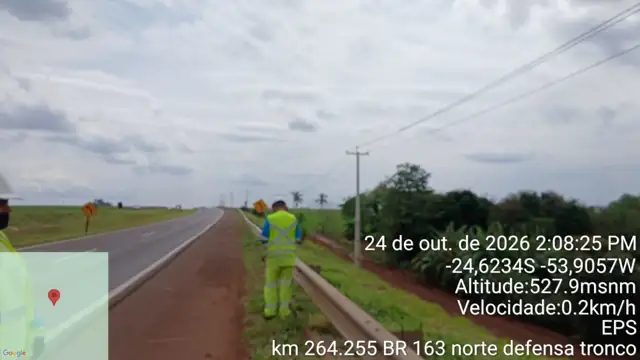 24 de out. de 2026 2:08:25 PM
-24,6234S -53,9057W
Altitude:527.9msnm
Velocidade:0.2km/h
EPS
km 264.255 BR 163 norte defensa tronco
Google